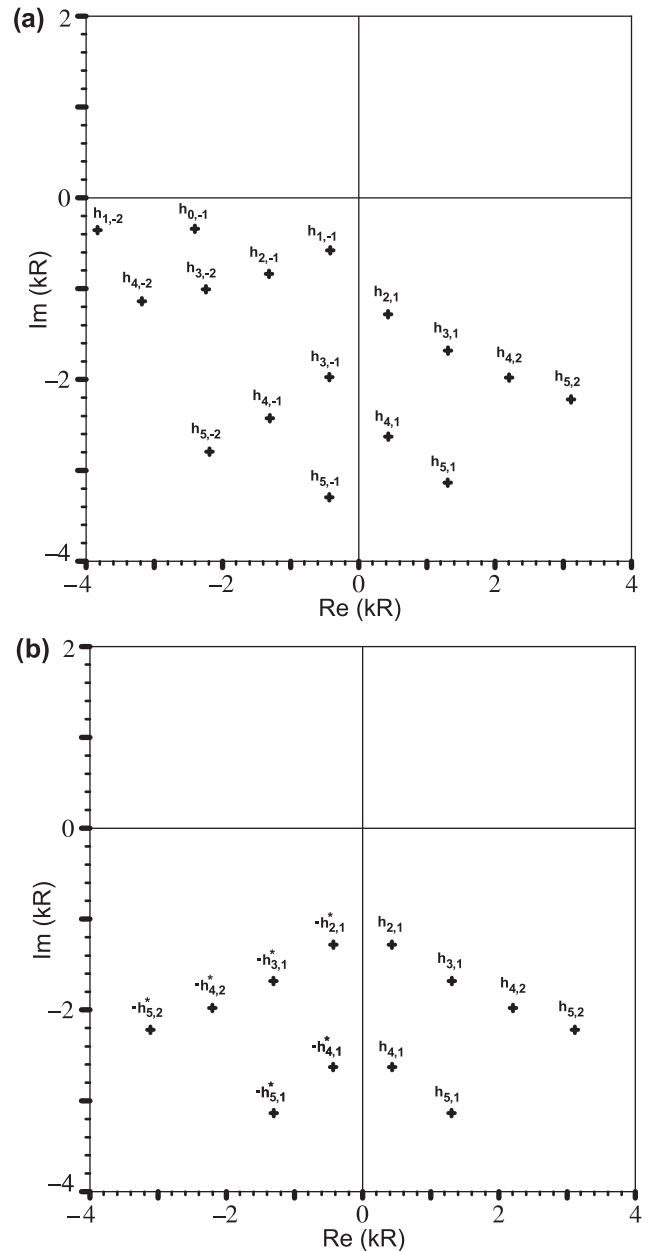 (a)
2
h1,-2
h0,-1
h1,-1
0
h4,-2
h3,-2
h2,-1
h2,1
h3,1
h4,2
h5,2
Im (kR)
−2
h3,-1
h4,-1
h5,-2
h4,1
h5,1
h5,-1
−4
−4
−2
0
2
4
Re (kR)
(b)
2
0
-h*2,1
h2,1
-h*3,1
h3,1
-h*4,2
h4,2
-h*5,2
h5,2
Im (kR)
−2
-h*4,1
h4,1
-h*5,1
h5,1
−4
−4
−2
0
2
4
Re (kR)